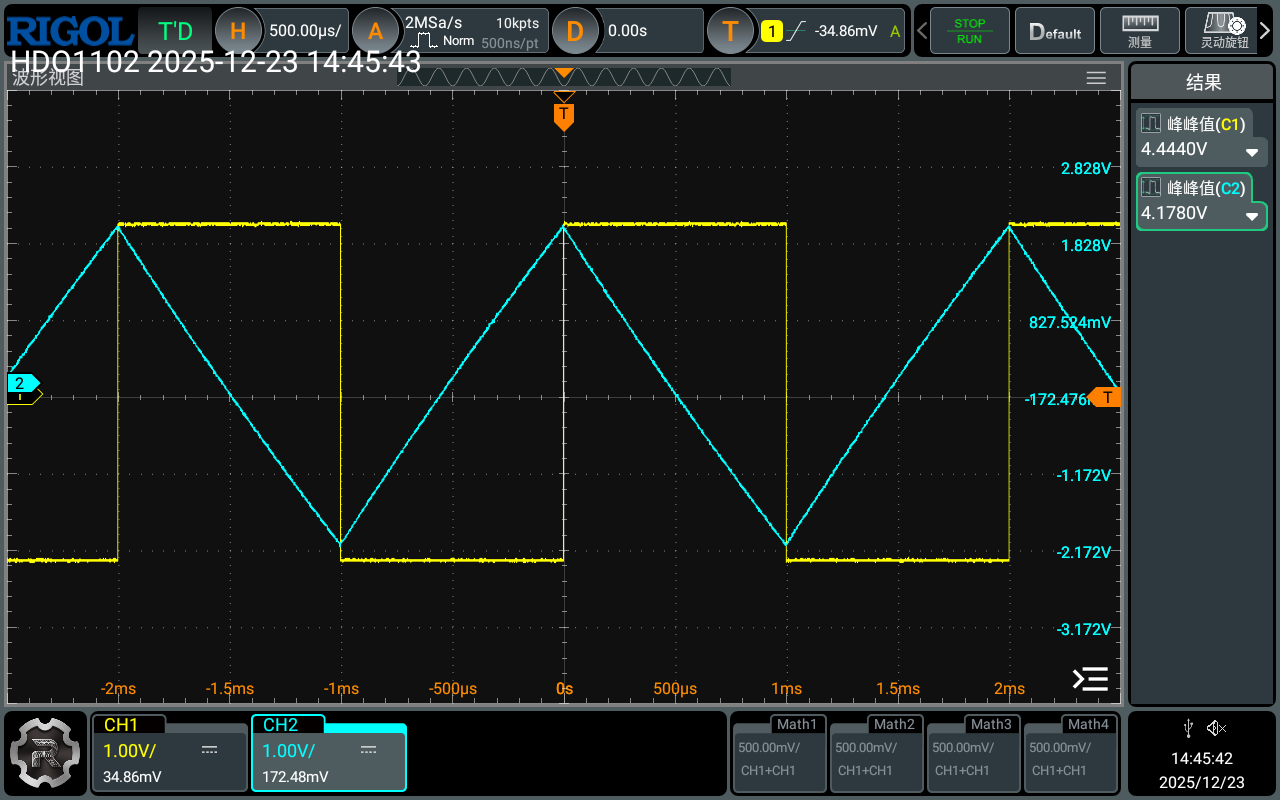 RIGOL T'D H 500.00μs/ A 2MSa/s 10kpts D 0.00s T 1 -34.86mV A STOP Default
Norm 500ns/pt RUN 测量 灵动旋钮
HDO1102 2025-12-23 14:45:43
波形视图
结果
T
峰峰值(C1)
4.4440V
峰峰值(C2)
4.1780V
2.828V
1.828V
827.524mV
2
1
-172.476
T
-1.172V
-2.172V
-3.172V
-2ms -1.5ms -1ms -500μs 0s 500μs 1ms 1.5ms 2ms
CH1 CH2 Math1 Math2 Math3 Math4
1.00V/ 1.00V/ 500.00mV/ 500.00mV/ 500.00mV/ 500.00mV/
34.86mV 172.48mV CH1+CH1 CH1+CH1 CH1+CH1 CH1+CH1
R
14:45:42
2025/12/23